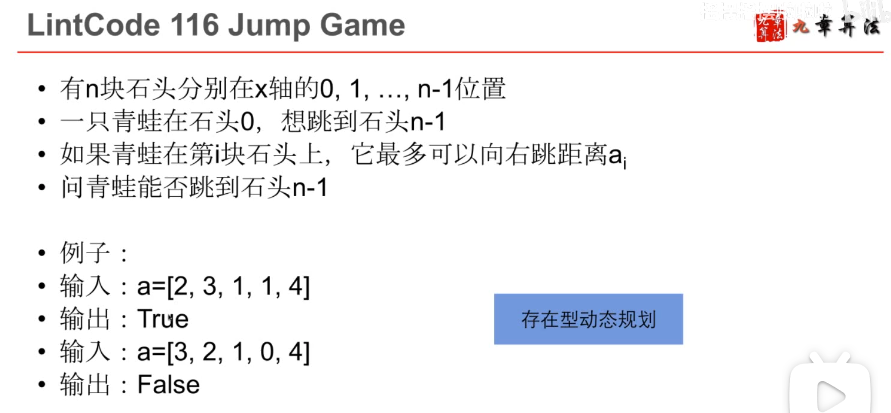 LintCode 116 Jump Game
九章算法
• 有n块石头分别在x轴的0, 1, …, n-1位置
• 一只青蛙在石头0，想跳到石头n-1
• 如果青蛙在第i块石头上，它最多可以向右跳距离aᵢ
• 问青蛙能否跳到石头n-1
• 例子：
• 输入：a=[2, 3, 1, 1, 4]
• 输出：True
• 输入：a=[3, 2, 1, 0, 4]
• 输出：False
存在型动态规划